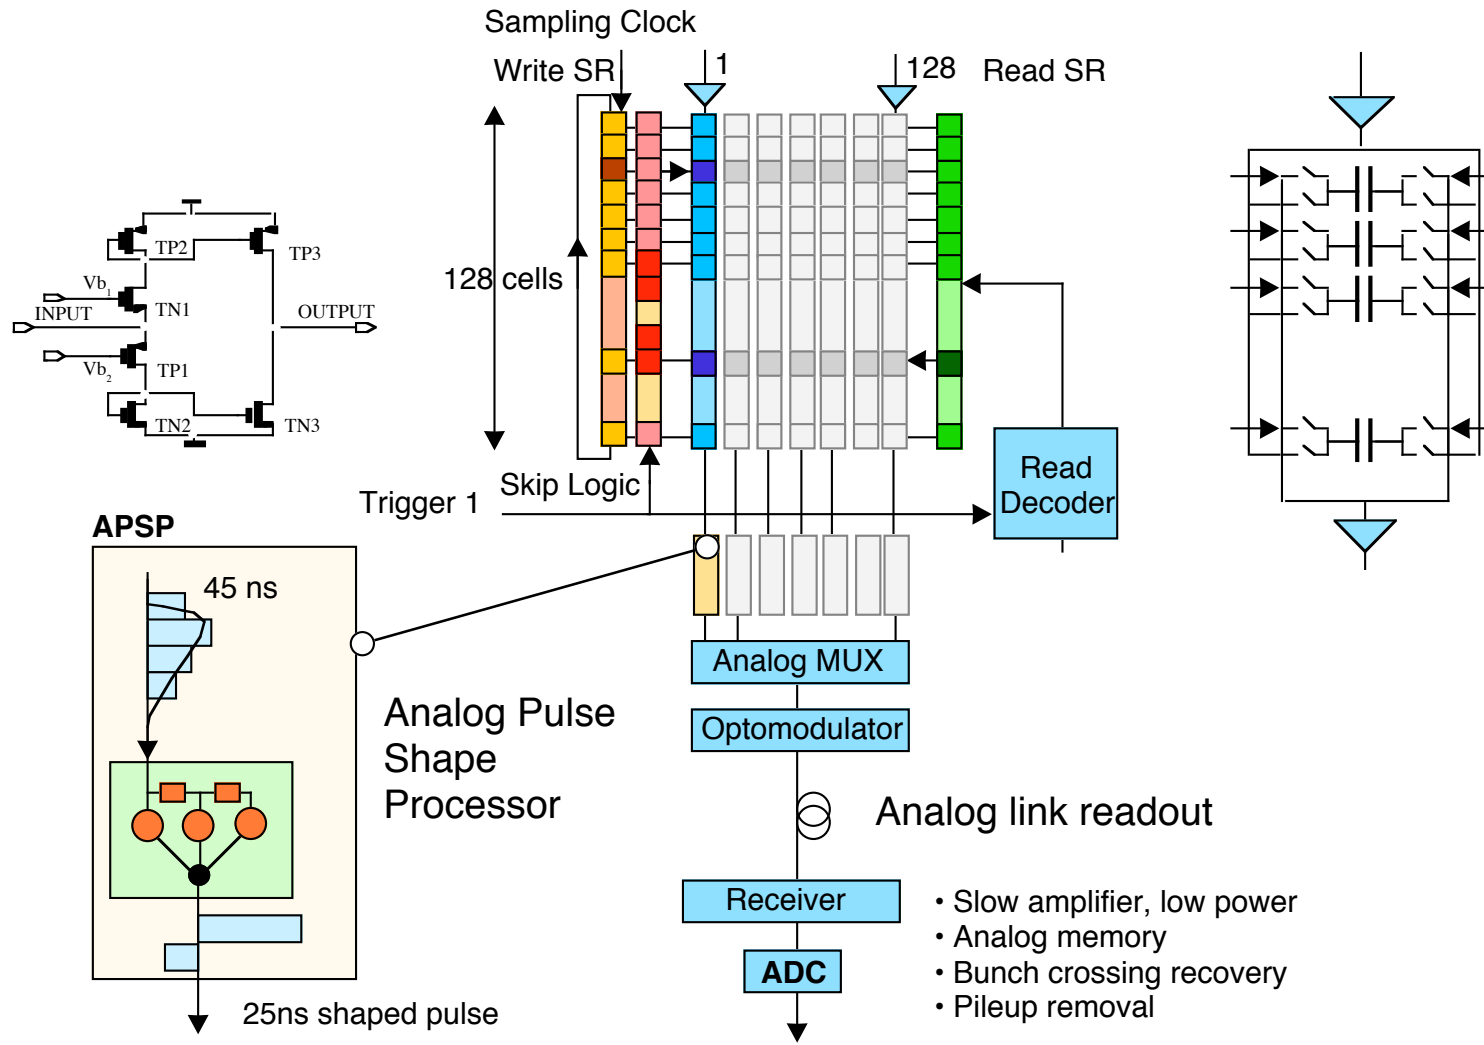 Sampling Clock
Write SR
1
128
Read SR
128 cells
TP2
TP3
Vb1
TN1
INPUT
OUTPUT
Vb2
TP1
TN2
TN3
Skip Logic
Trigger 1
Read
Decoder
APSP
45 ns
Analog Pulse
Shape
Processor
Analog MUX
Optomodulator
Analog link readout
Receiver
ADC
• Slow amplifier, low power
• Analog memory
• Bunch crossing recovery
• Pileup removal
25ns shaped pulse